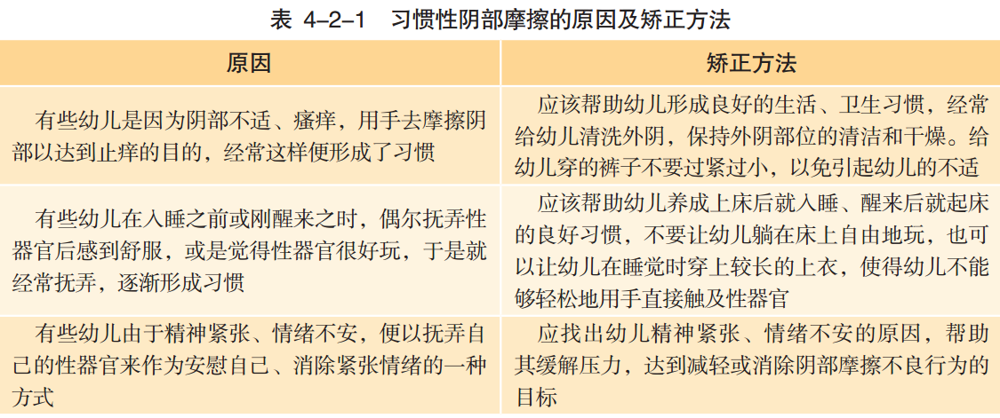 表 4-2-1 习惯性阴部摩擦的原因及矫正方法
原因
矫正方法
有些幼儿是因为阴部不适、瘙痒，用手去摩擦阴
部以达到止痒的目的，经常这样便形成了习惯
应该帮助幼儿形成良好的生活、卫生习惯，经常
给幼儿清洗外阴，保持外阴部位的清洁和干燥。给
幼儿穿的裤子不要过紧过小，以免引起幼儿的不适
有些幼儿在入睡之前或刚醒来之时，偶尔抚弄性
器官后感到舒服，或是觉得性器官很好玩，于是就
经常抚弄，逐渐形成习惯
应该帮助幼儿养成上床后就入睡、醒来后就起床
的良好习惯，不要让幼儿躺在床上自由地玩，也可
以让幼儿在睡觉时穿上较长的上衣，使得幼儿不能
够轻松地用手直接触及性器官
有些幼儿由于精神紧张、情绪不安，便以抚弄自
己的性器官来作为安慰自己、消除紧张情绪的一种
方式
应找出幼儿精神紧张、情绪不安的原因，帮助
其缓解压力，达到减轻或消除阴部摩擦不良行为的
目标